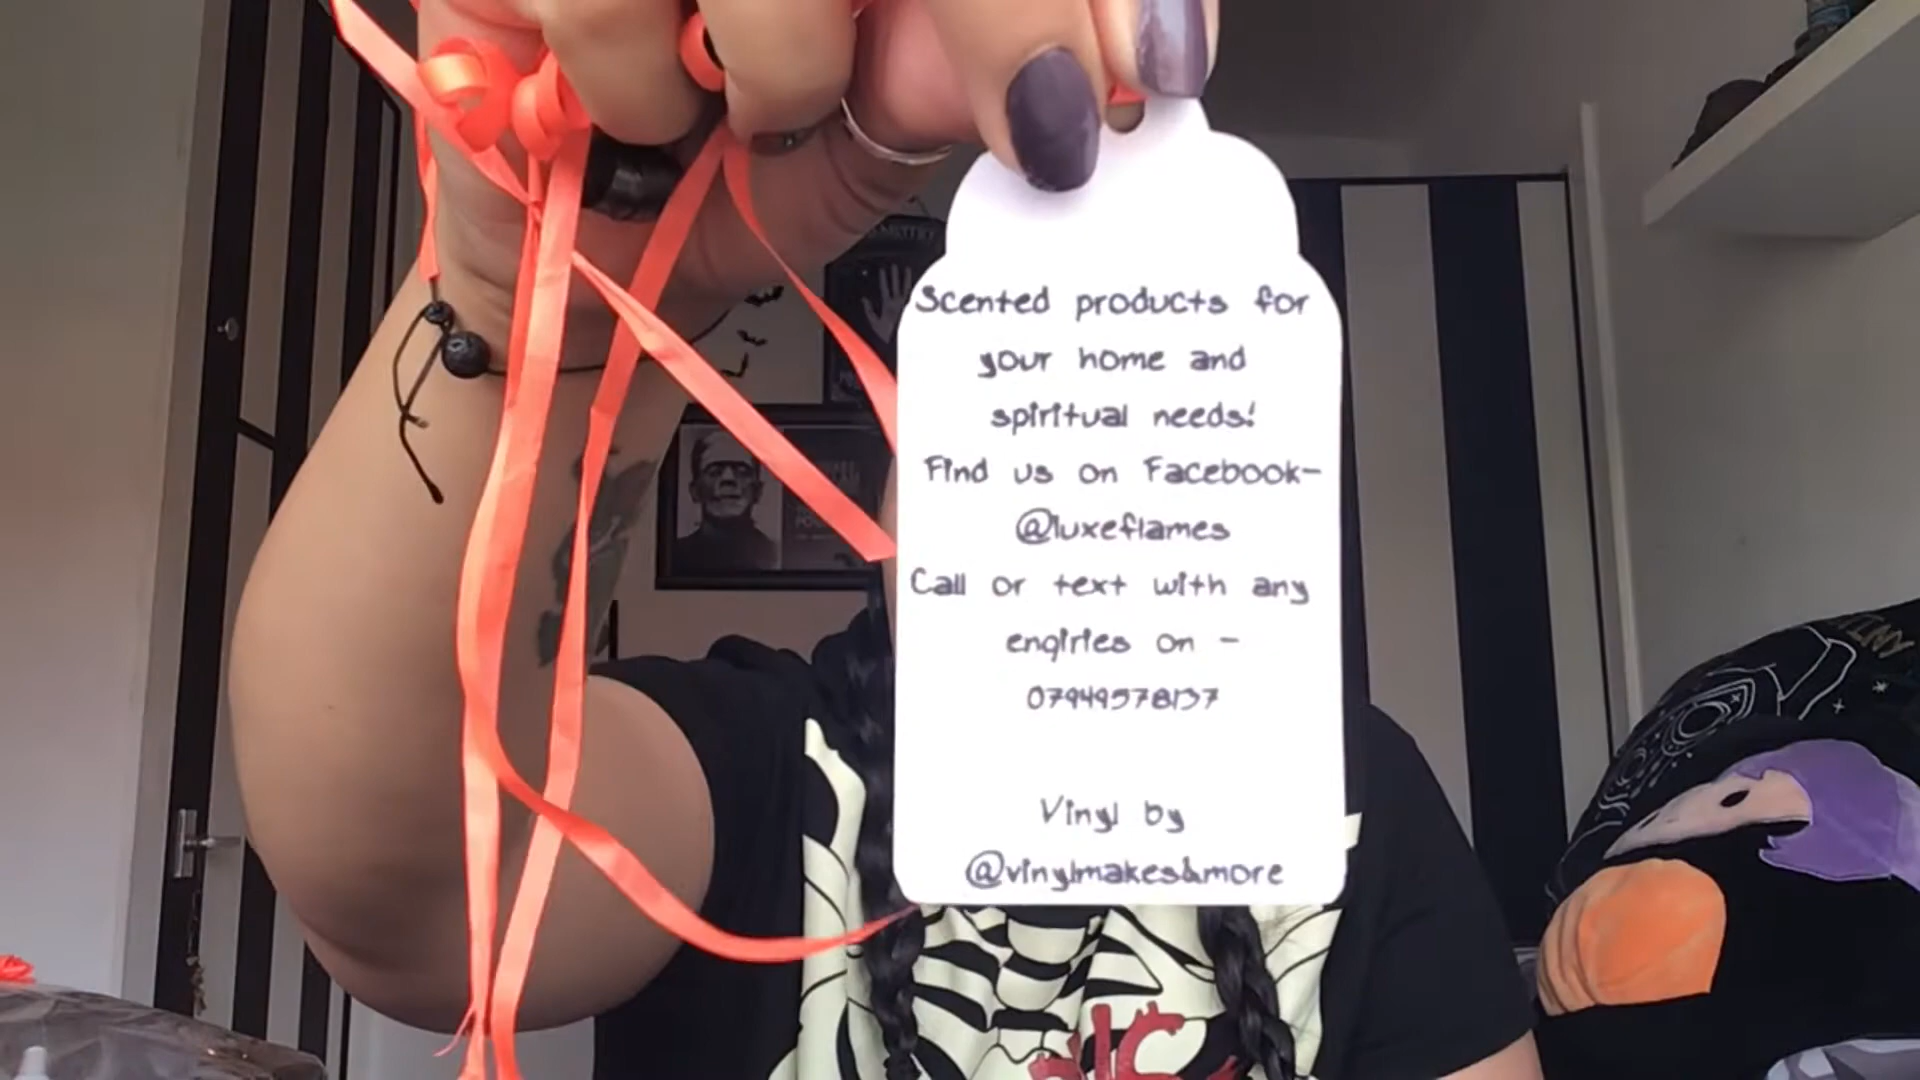 Scented products for
your home and
spiritual needs!
Find us on Facebook-
@luxeflames
Call or text with any
enqiries on -
07949578137
Vinyl by
@vinylmakes&more